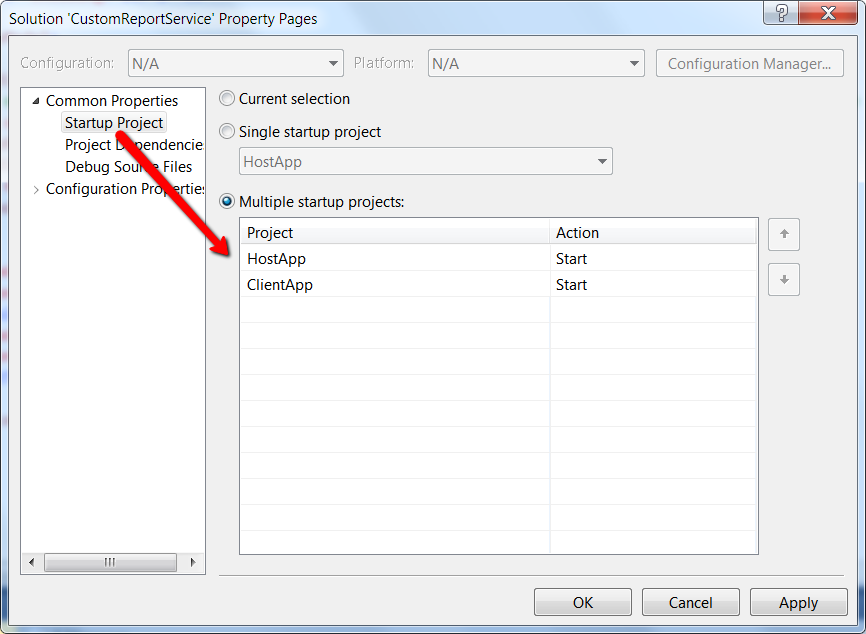 Solution 'CustomReportService' Property Pages
Configuration: N/A Platform: N/A Configuration Manager...
Common Properties
Startup Project
Project Dependencie
Debug Source Files
Configuration Properties
Current selection
Single startup project
HostApp
Multiple startup projects:
Project Action
HostApp Start
ClientApp Start
OK Cancel Apply